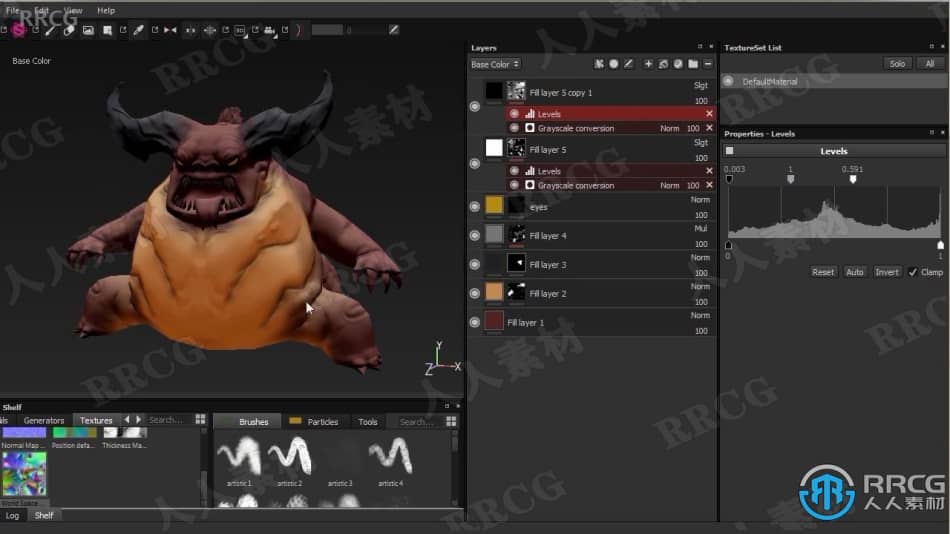 File Edit View Help
RRCG
Base Color
Layers
Base Color
Fill layer 5 copy 1
Slgt
100
Levels
Grayscale conversion Norm 100
Fill layer 5
Slgt
100
Levels
Grayscale conversion Norm 100
eyes
Norm
100
Fill layer 4
Mul
100
Fill layer 3
Norm
100
Fill layer 2
Norm
100
Fill layer 1
Norm
100
TextureSet List
Solo All
DefaultMaterial
Properties - Levels
Levels
0.003 1 0.591
0 1
Reset Auto Invert Clamp
Y
Z X
Shelf
Generators Textures Search...
Normal Map ... Position defa... Thickness Ma...
Brushes Particles Tools Search...
artistic 1 artistic 2 artistic 3 artistic 4
Log Shelf
RRCG
人人素材